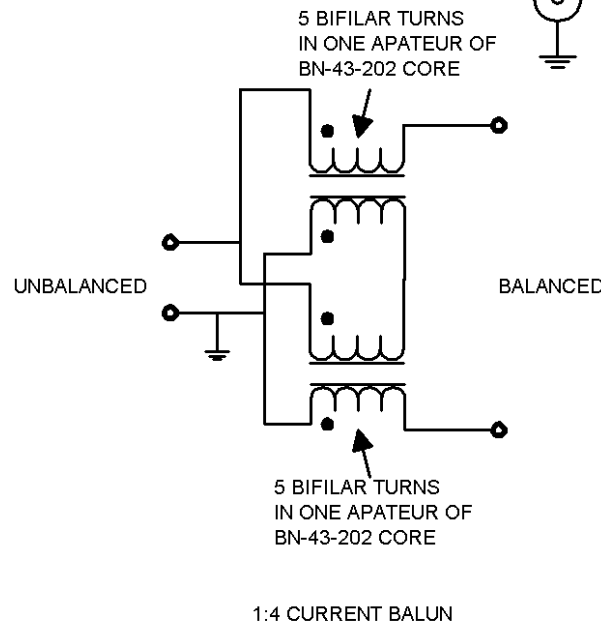 5 BIFILAR TURNS
IN ONE APATEUR OF
BN-43-202 CORE
UNBALANCED
BALANCED
5 BIFILAR TURNS
IN ONE APATEUR OF
BN-43-202 CORE
1:4 CURRENT BALUN